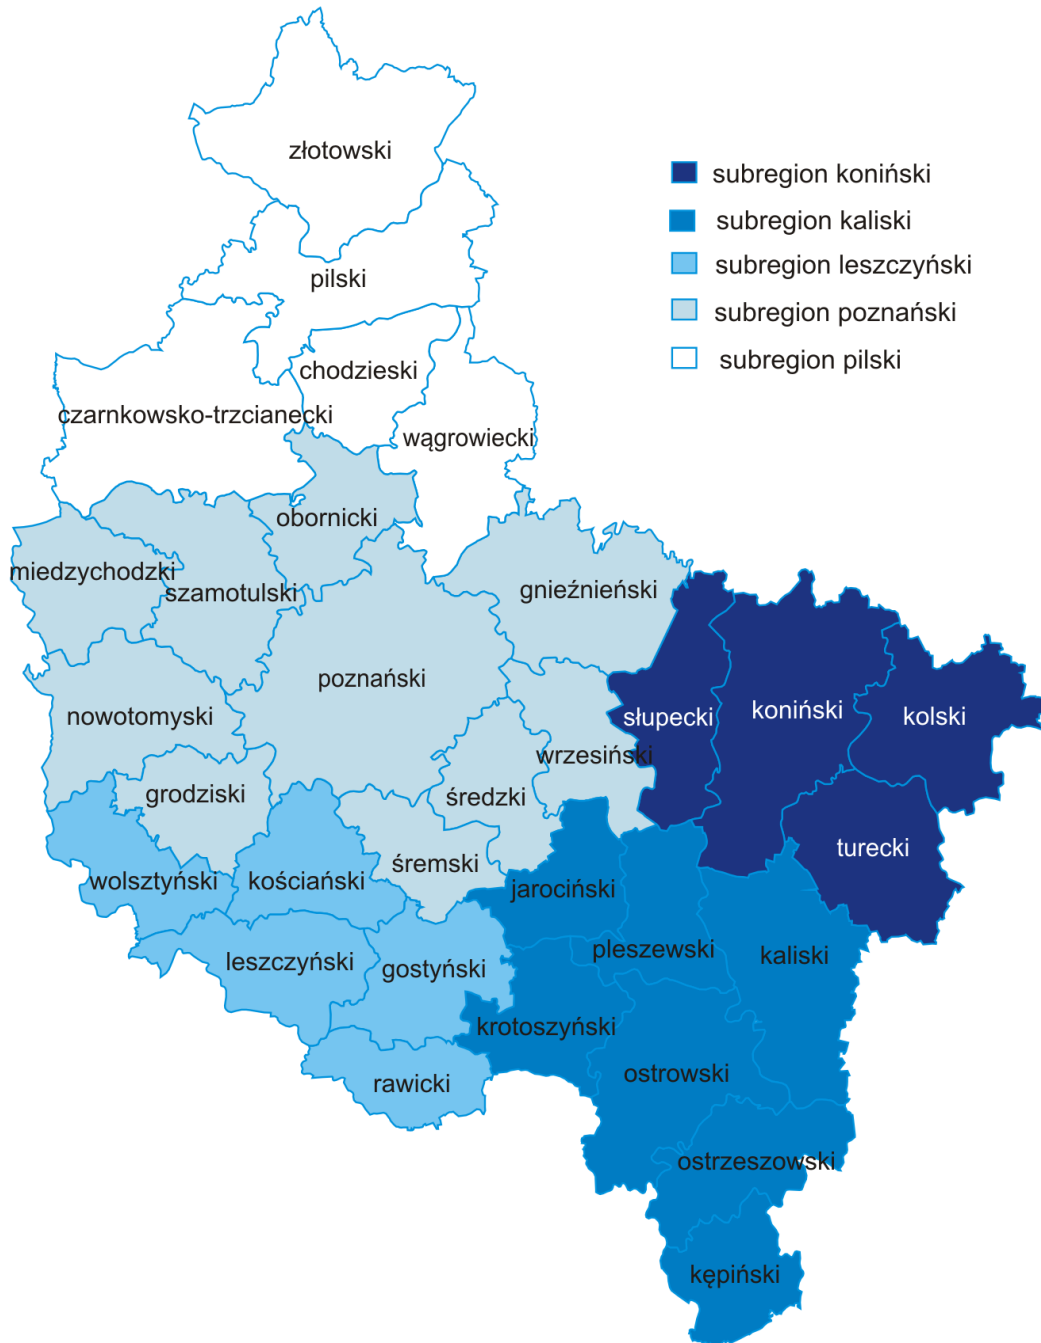 złotowski
subregion koniński
subregion kaliski
subregion leszczyński
subregion poznański
subregion pilski
pilski
chodzieski
czarnkowsko-trzcianecki
wągrowiecki
obornicki
miedzychodzki
szamotulski
gnieźnieński
poznański
nowotomyski
słupecki
koniński
kolski
wrzesiński
grodziski
średzki
turecki
śremski
wolsztyński
kościański
jarociński
pleszewski
kaliski
leszczyński
gostyński
krotoszyński
ostrowski
rawicki
ostrzeszowski
kępiński